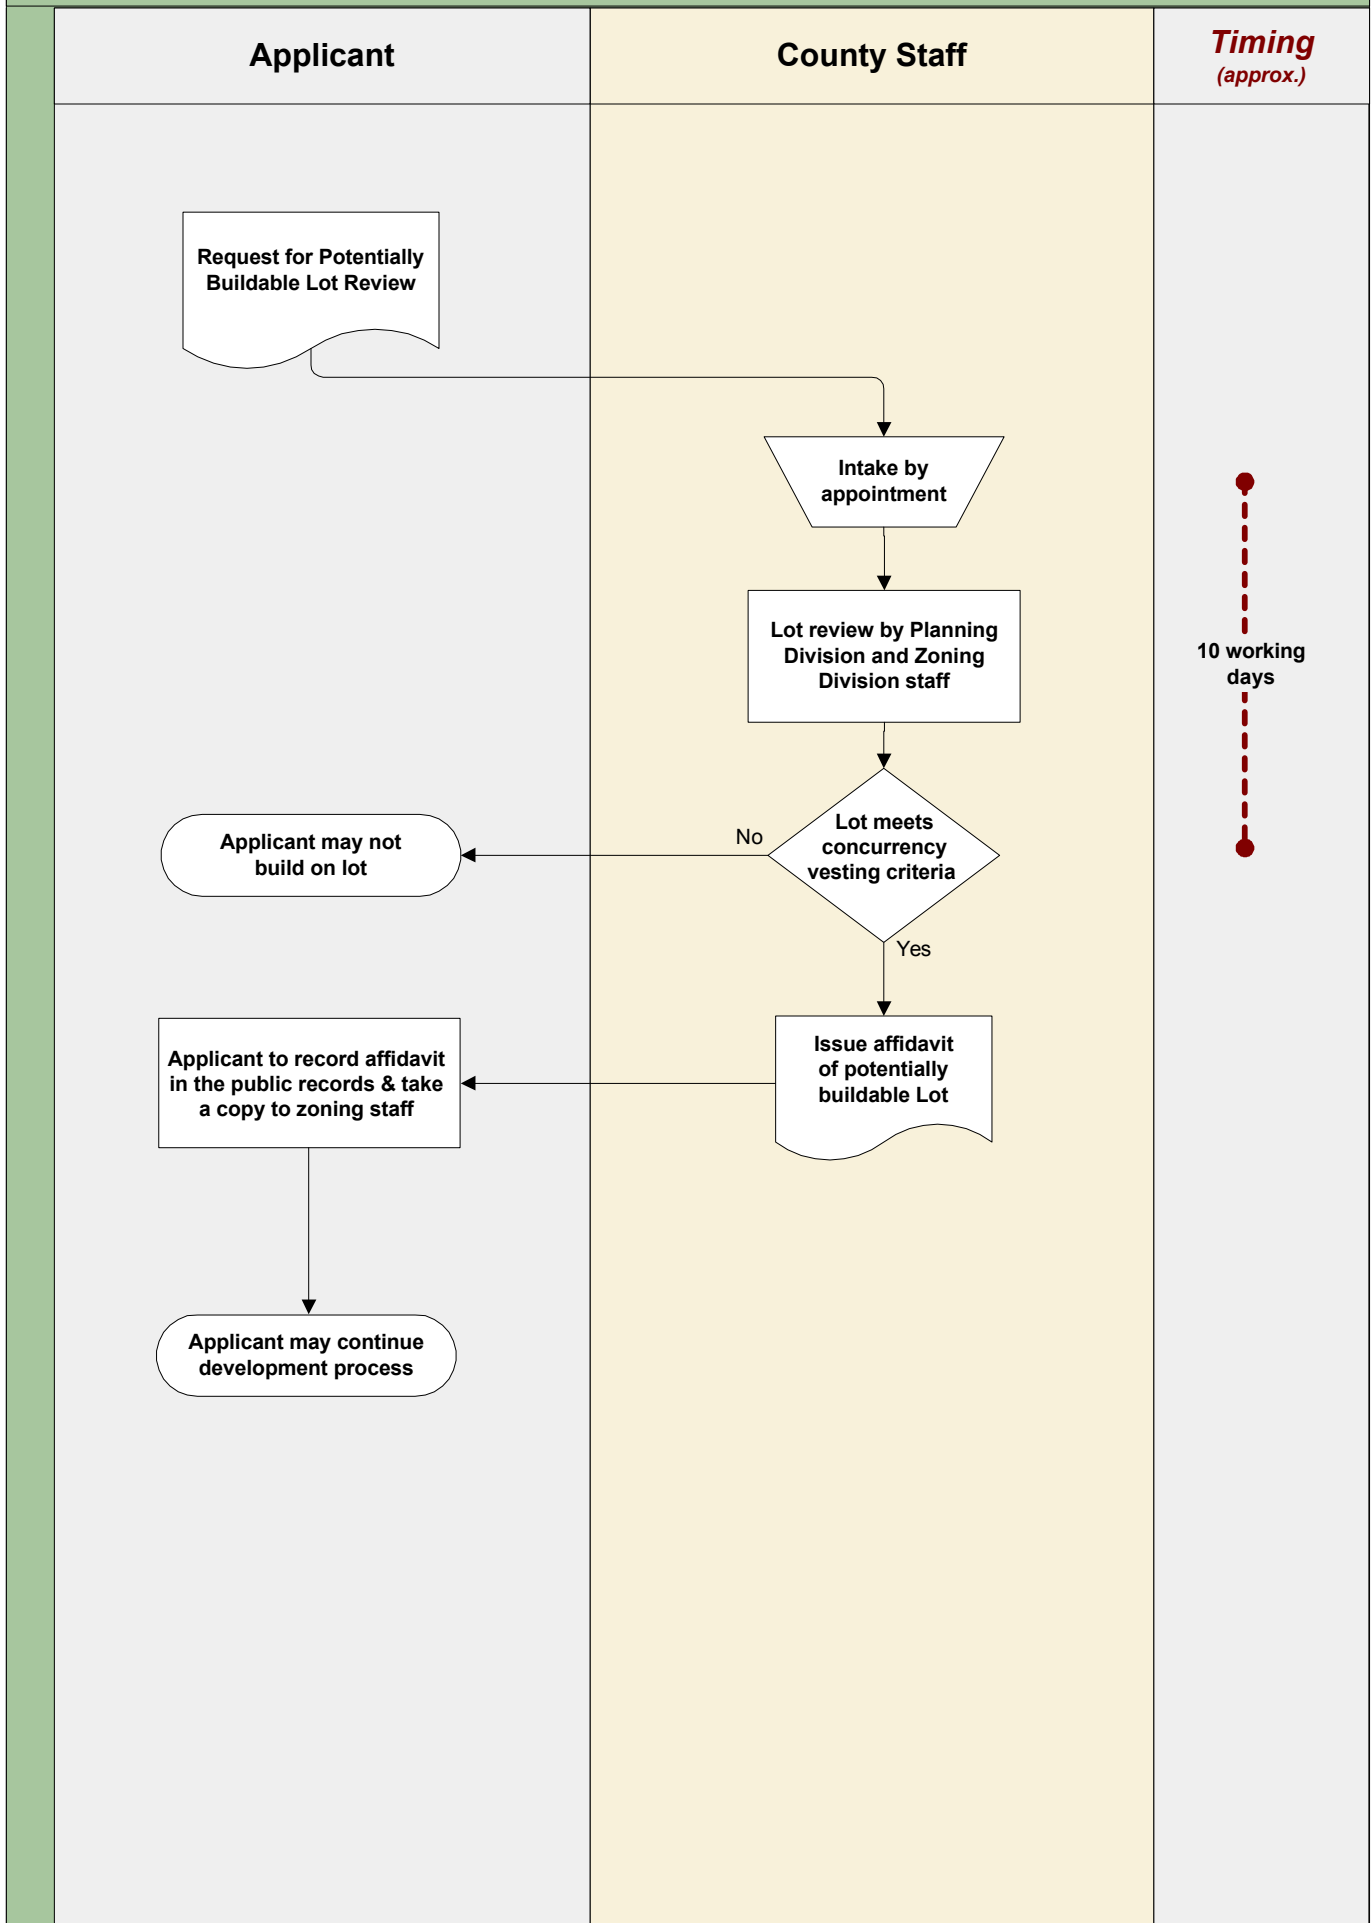 Applicant
County Staff
Timing
(approx.)
Request for Potentially
Buildable Lot Review
Intake by
appointment
Lot review by Planning
Division and Zoning
Division staff
10 working
days
Lot meets
concurrency
vesting criteria
No
Applicant may not
build on lot
Yes
Issue affidavit
of potentially
buildable Lot
Applicant to record affidavit
in the public records & take
a copy to zoning staff
Applicant may continue
development process